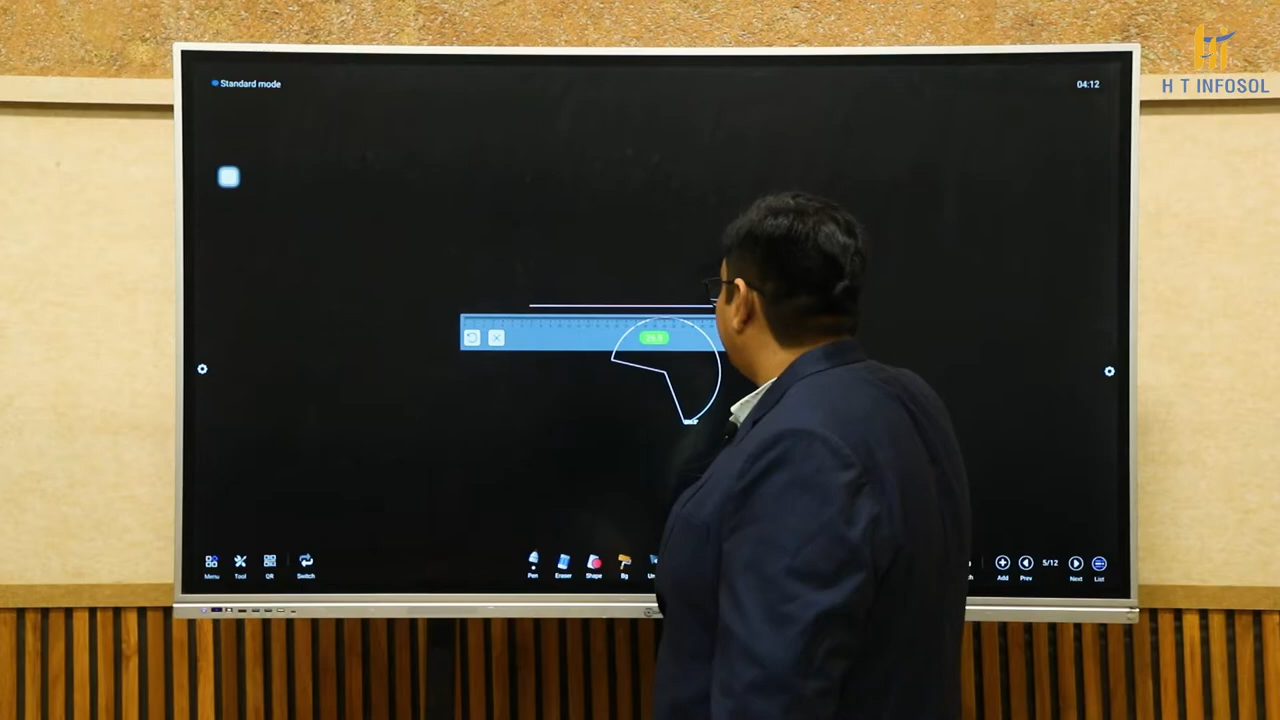 HT
H T INFOSOL
Standard mode
04:12
Menu
Tool
QR
Switch
Pen
Eraser
Shape
Bg
Add
Prev
5/12
Next
List